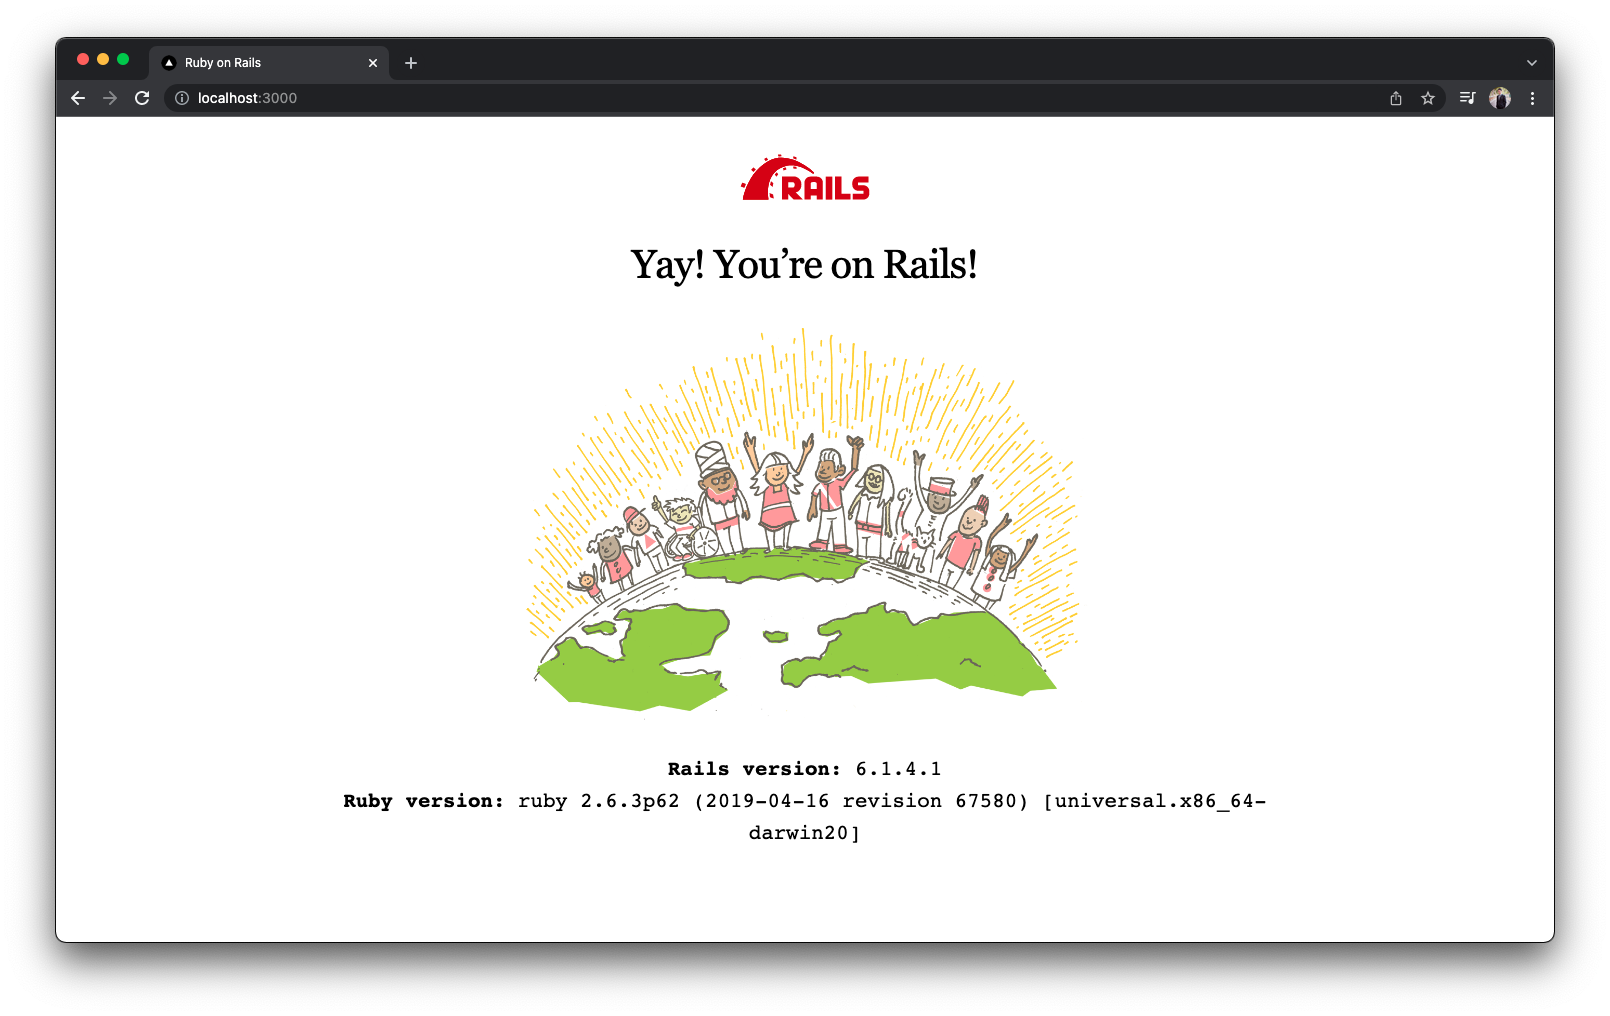 Ruby on Rails
localhost:3000
RAILS
Yay! You’re on Rails!
Rails version: 6.1.4.1
Ruby version: ruby 2.6.3p62 (2019-04-16 revision 67580) [universal.x86_64-
darwin20]